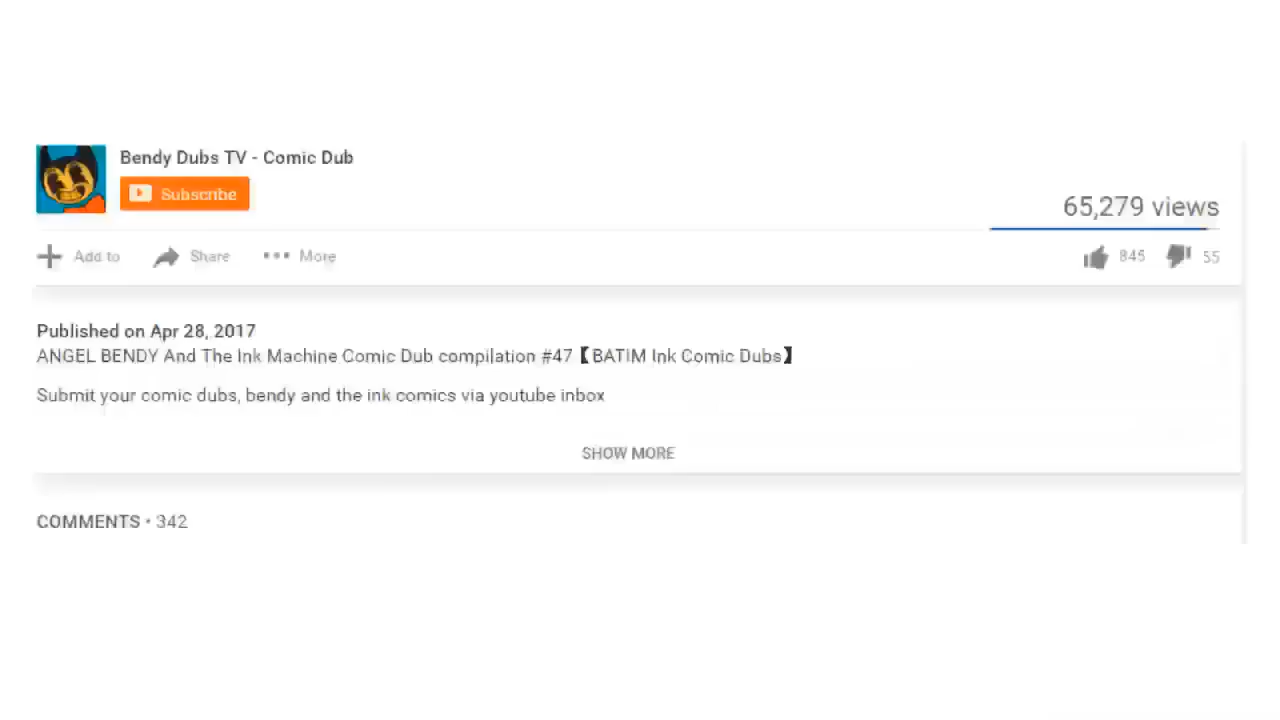 Bendy Dubs TV - Comic Dub
Subscribe
65,279 views
Add to Share More 845 55
Published on Apr 28, 2017
ANGEL BENDY And The Ink Machine Comic Dub compilation #47【BATIM Ink Comic Dubs】
Submit your comic dubs, bendy and the ink comics via youtube inbox
SHOW MORE
COMMENTS • 342